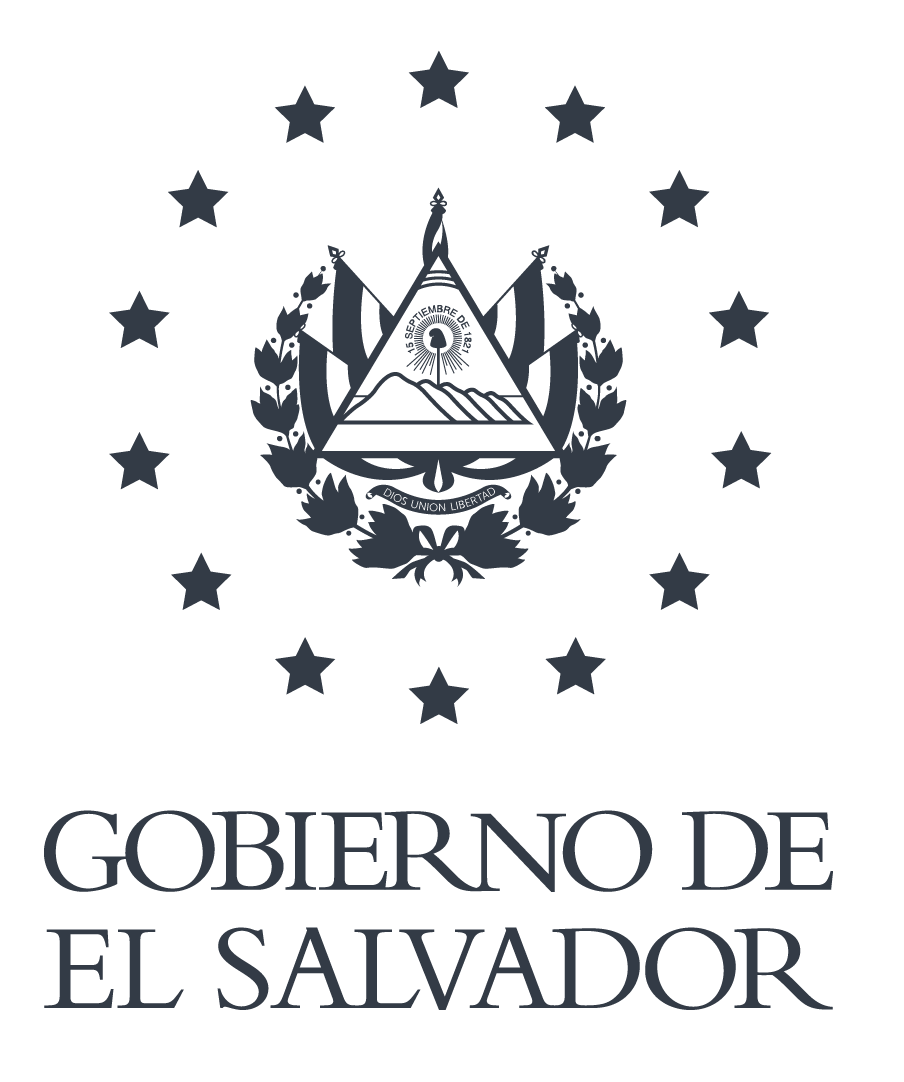 15 SEPTIEMBRE DE 1821
DIOS UNION LIBERTAD
GOBIERNO DE
EL SALVADOR